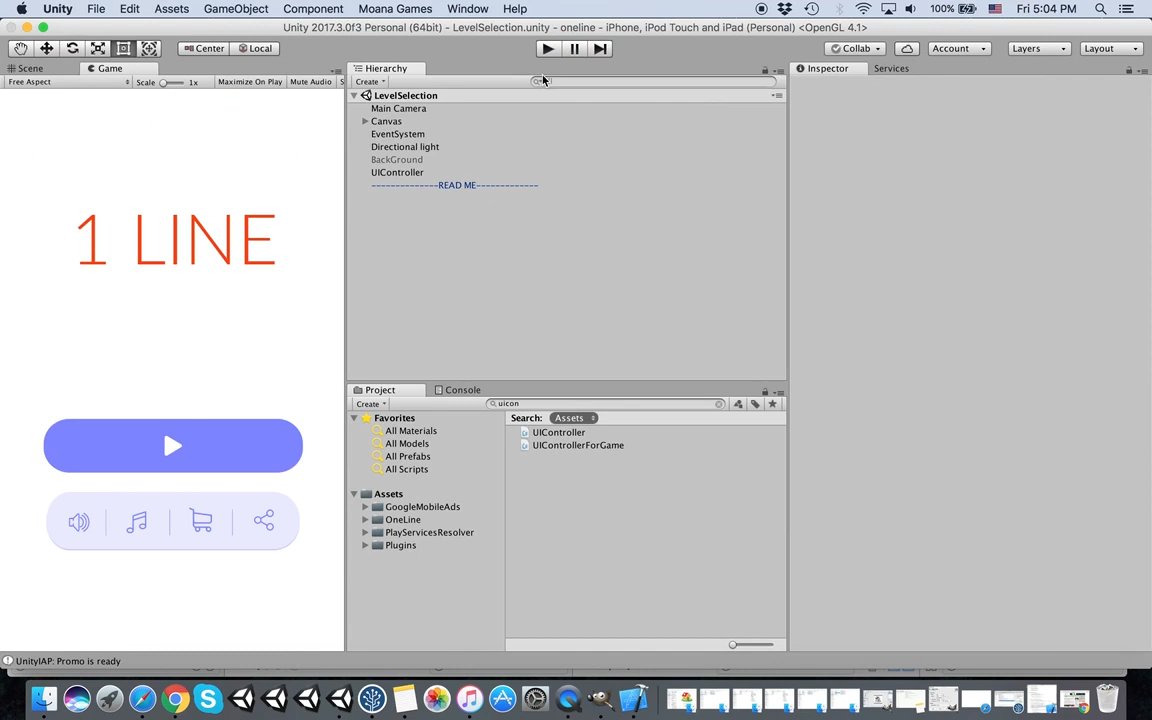 Unity File Edit Assets GameObject Component Moana Games Window Help 100% Fri 5:04 PM
Unity 2017.3.0f3 Personal (64bit) - LevelSelection.unity - oneline - iPhone, iPod Touch and iPad (Personal) <OpenGL 4.1>
Center Local Collab Account Layers Layout
Scene Game Hierarchy Inspector Services
Free Aspect Scale 1x Maximize On Play Mute Audio S Create
LevelSelection
Main Camera
Canvas
EventSystem
Directional light
BackGround
UIController
--------------READ ME-------------
1 LINE
Project Console
Create uicon
Favorites Search: Assets
All Materials UIController
All Models UIControllerForGame
All Prefabs
All Scripts
Assets
GoogleMobileAds
OneLine
PlayServicesResolver
Plugins
UnityIAP: Promo is ready